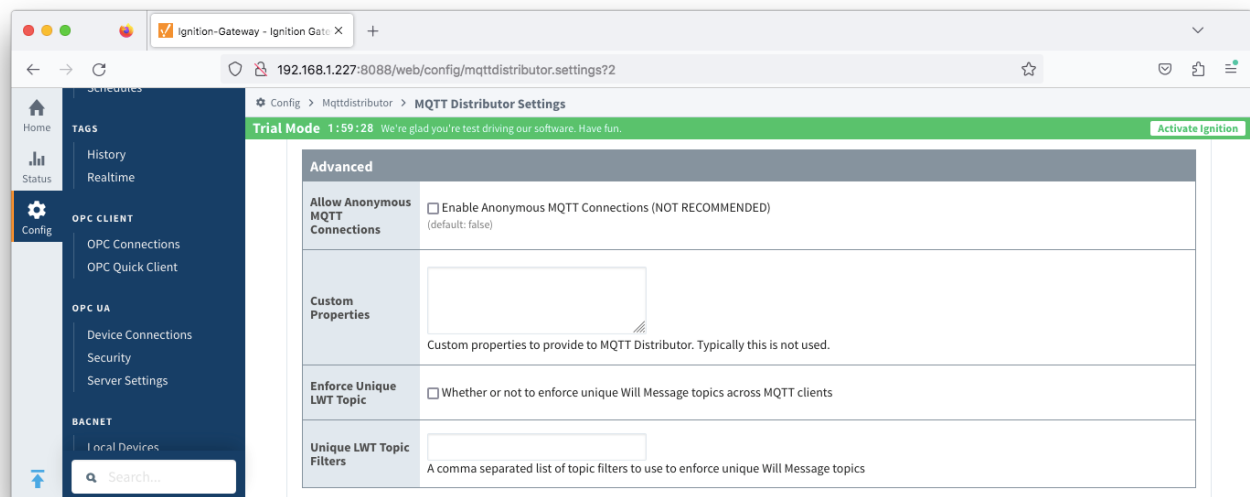 Ignition-Gateway - Ignition Gate
192.168.1.227:8088/web/config/mqttdistributor.settings?2
Home
Status
Config
Schedules
TAGS
History
Realtime
OPC CLIENT
OPC Connections
OPC Quick Client
OPC UA
Device Connections
Security
Server Settings
BACNET
Local Devices
Search...
Config > Mqttdistributor > MQTT Distributor Settings
Trial Mode 1:59:28 We're glad you're test driving our software. Have fun.
Activate Ignition
Advanced
Allow Anonymous
MQTT
Connections
Enable Anonymous MQTT Connections (NOT RECOMMENDED)
(default: false)
Custom
Properties
Custom properties to provide to MQTT Distributor. Typically this is not used.
Enforce Unique
LWT Topic
Whether or not to enforce unique Will Message topics across MQTT clients
Unique LWT Topic
Filters
A comma separated list of topic filters to use to enforce unique Will Message topics